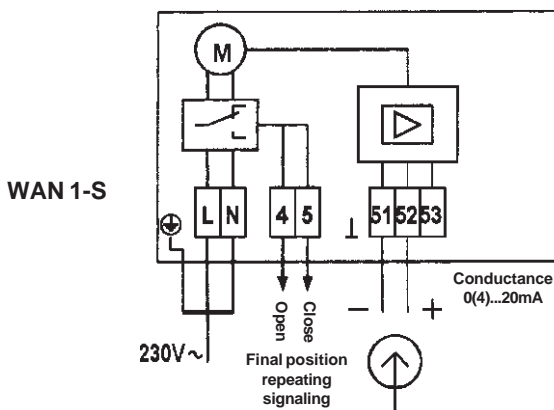 M
WAN 1-S
L N 4 5 51 52 53
Conductance
0(4)...20mA
Open
Close
− +
230V~
Final position
repeating
signaling